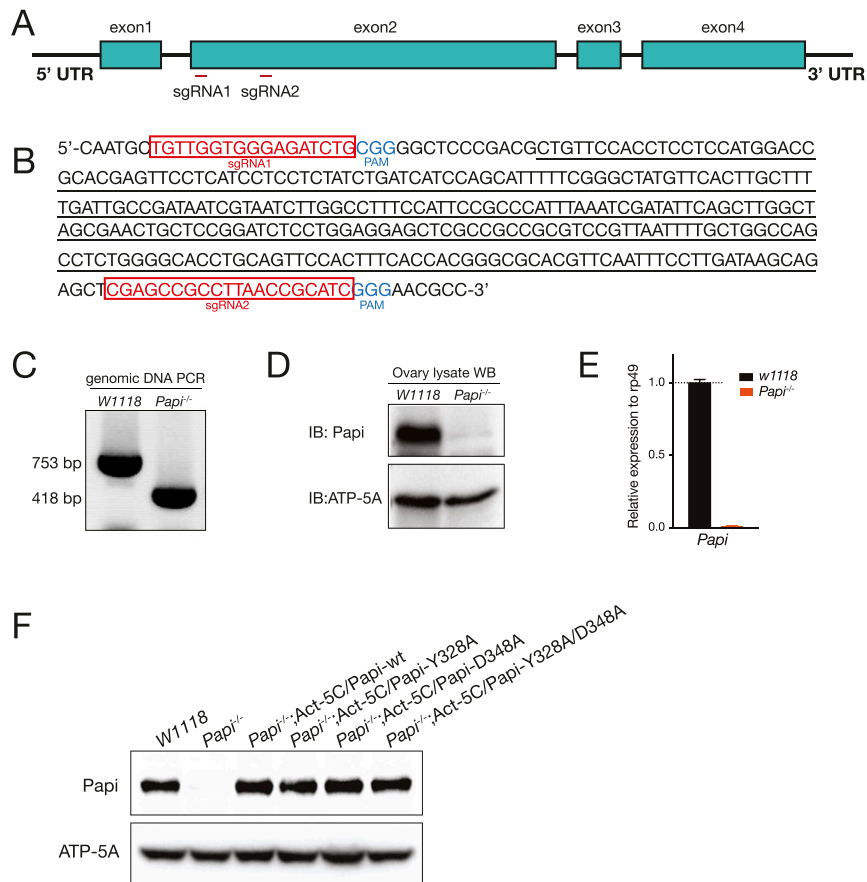 A
exon1 exon2 exon3 exon4
5’ UTR 3’ UTR
sgRNA1 sgRNA2
B
5’-CAATGCTGTTGGTGGGAGATCTGCGGGGCTCCCGACGCTGTTCCACCTCCTCCATGGACC
sgRNA1 PAM
GCACGAGTTCCTCATCCTCCTCTATCTGATCATCCAGCATTTTTCGGGCTATGTTCACTTGCTTT
TGATTGCCGATAATCGTAATCTTGGCCTTTCCATTCCGCCCATTTAAATCGATATTCAGCTTGGCT
AGCGAACTGCTCCGGATCTCCTGGAGGAGCTCGCCGCCGCGTCCGTTAATTTTGCTGGCCAG
CCTCTGGGGCACCTGCAGTTCCACTTTCACCACGGGCGCACGTTCAATTTCCTTGATAAGCAG
AGCTCGAGCCGCCTTAACCGCATCGGGAACGCC-3’
sgRNA2 PAM
C
genomic DNA PCR
W1118 Papi-/-
753 bp
418 bp
D
Ovary lysate WB
W1118 Papi-/-
IB: Papi
IB:ATP-5A
E
Relative expression to rp49
1.0
0.5
0.0
Papi
w1118
Papi-/-
F
W1118
Papi-/-
Papi-/-;Act-5C/Papi-wt
Papi-/-;Act-5C/Papi-Y328A
Papi-/-;Act-5C/Papi-D348A
Papi-/-;Act-5C/Papi-Y328A/D348A
Papi
ATP-5A